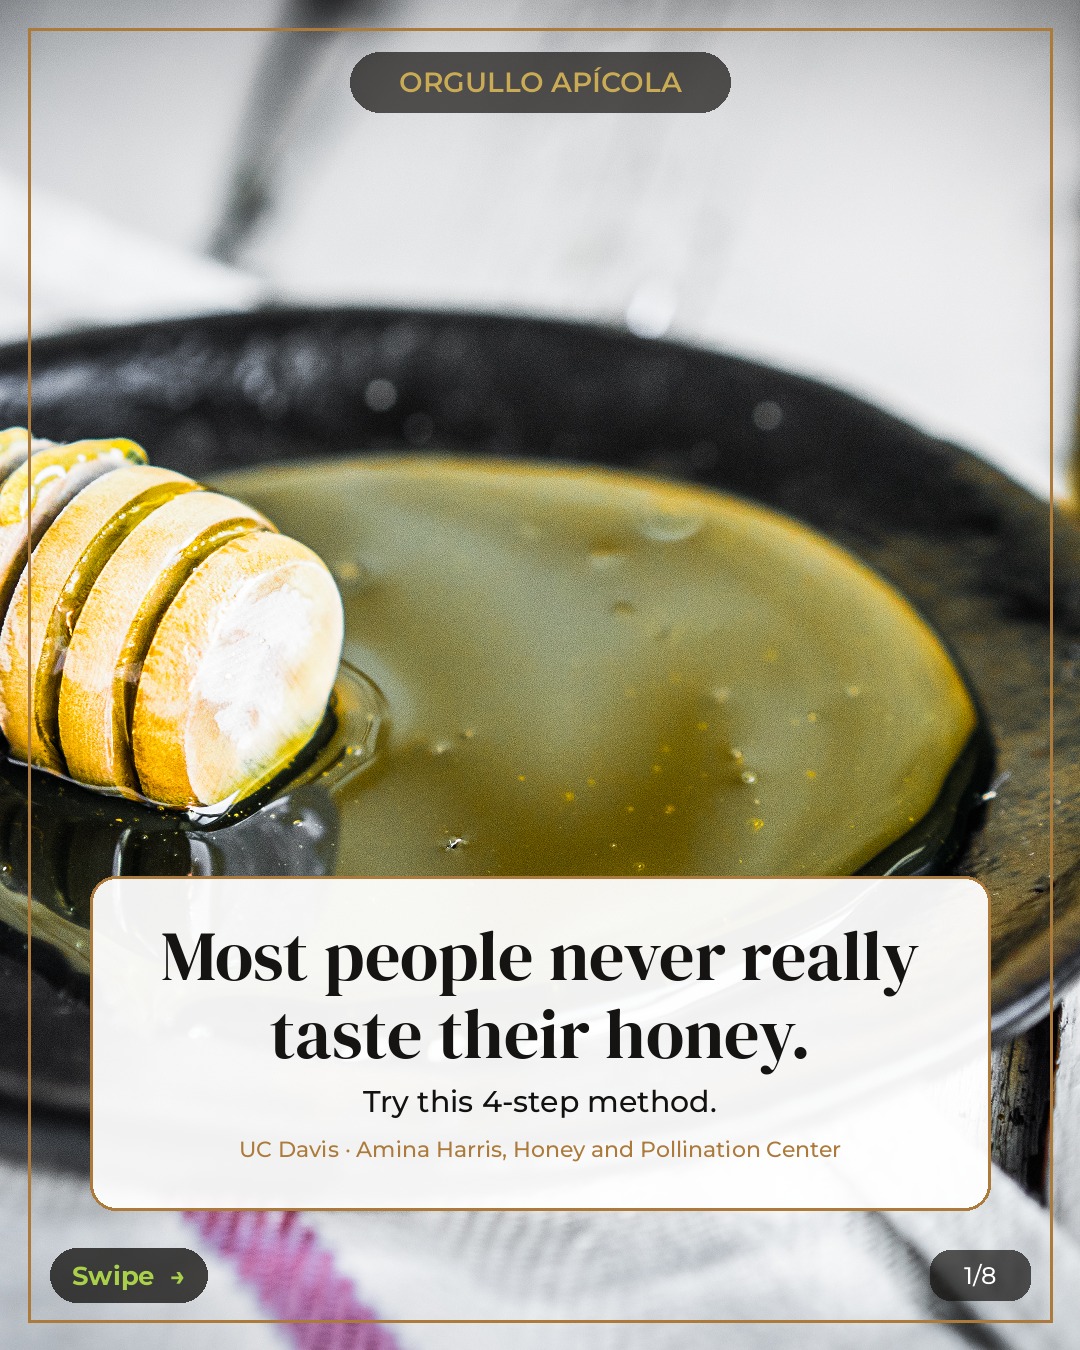 ORGULLO APÍCOLA
Most people never really
taste their honey.
Try this 4-step method.
UC Davis · Amina Harris, Honey and Pollination Center
Swipe →
1/8